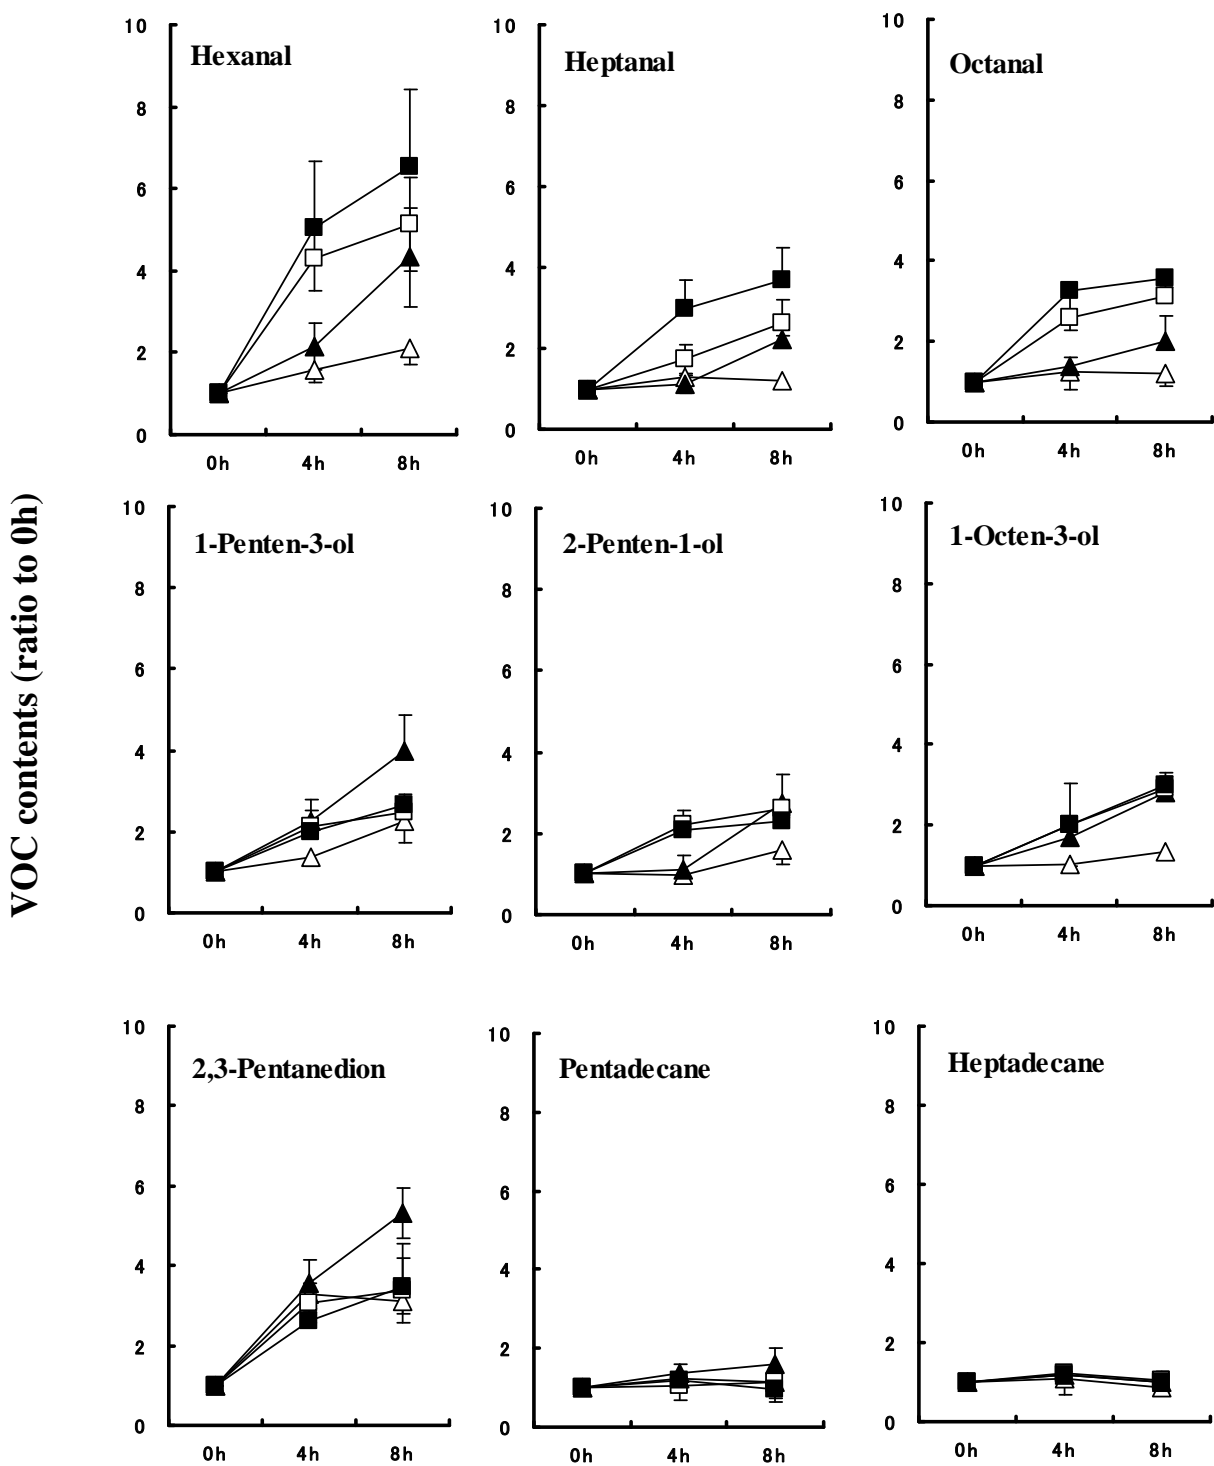 VOC contents (ratio to 0h)
Hexanal
10
8
6
4
2
0
0h 4h 8h
Heptanal
10
8
6
4
2
0
0h 4h 8h
Octanal
10
8
6
4
2
0
0h 4h 8h
1-Penten-3-ol
10
8
6
4
2
0
0h 4h 8h
2-Penten-1-ol
10
8
6
4
2
0
0h 4h 8h
1-Octen-3-ol
10
8
6
4
2
0
0h 4h 8h
2,3-Pentanedion
10
8
6
4
2
0
0h 4h 8h
Pentadecane
10
8
6
4
2
0
0h 4h 8h
Heptadecane
10
8
6
4
2
0
0h 4h 8h